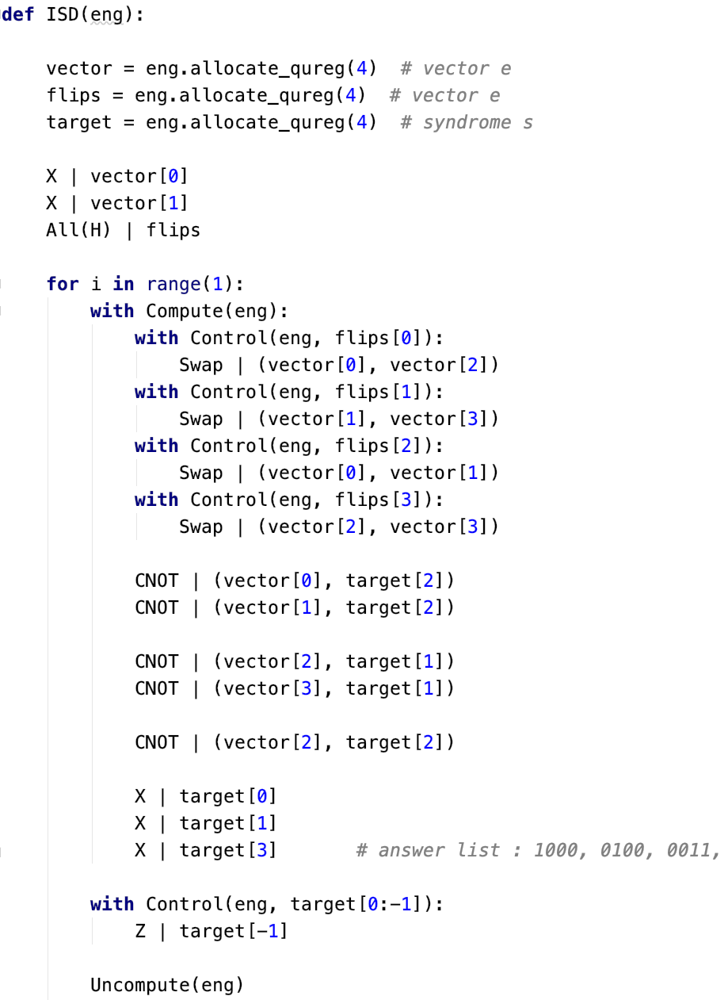 def ISD(eng):
    vector = eng.allocate_qureg(4)  # vector e
    flips = eng.allocate_qureg(4)  # vector e
    target = eng.allocate_qureg(4)  # syndrome s
    X | vector[0]
    X | vector[1]
    All(H) | flips
    for i in range(1):
        with Compute(eng):
            with Control(eng, flips[0]):
                Swap | (vector[0], vector[2])
            with Control(eng, flips[1]):
                Swap | (vector[1], vector[3])
            with Control(eng, flips[2]):
                Swap | (vector[0], vector[1])
            with Control(eng, flips[3]):
                Swap | (vector[2], vector[3])
            CNOT | (vector[0], target[2])
            CNOT | (vector[1], target[2])
            CNOT | (vector[2], target[1])
            CNOT | (vector[3], target[1])
            CNOT | (vector[2], target[2])
            X | target[0]
            X | target[1]
            X | target[3]       # answer list : 1000, 0100, 0011,
        with Control(eng, target[0:-1]):
            Z | target[-1]
        Uncompute(eng)